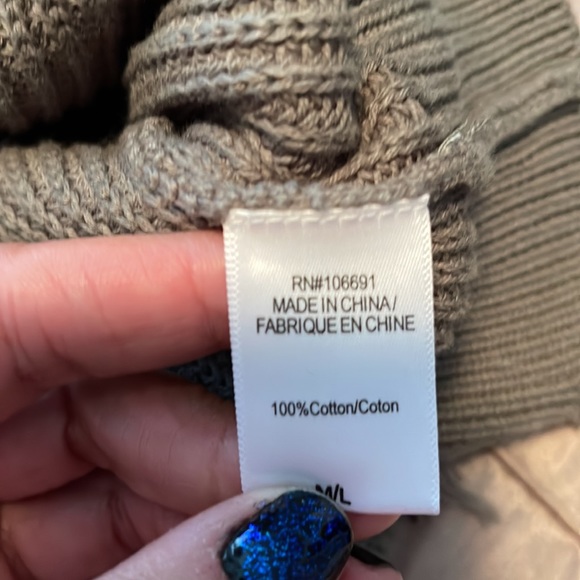 RN#106691
MADE IN CHINA/
FABRIQUE EN CHINE
100%Cotton/Coton
M/L